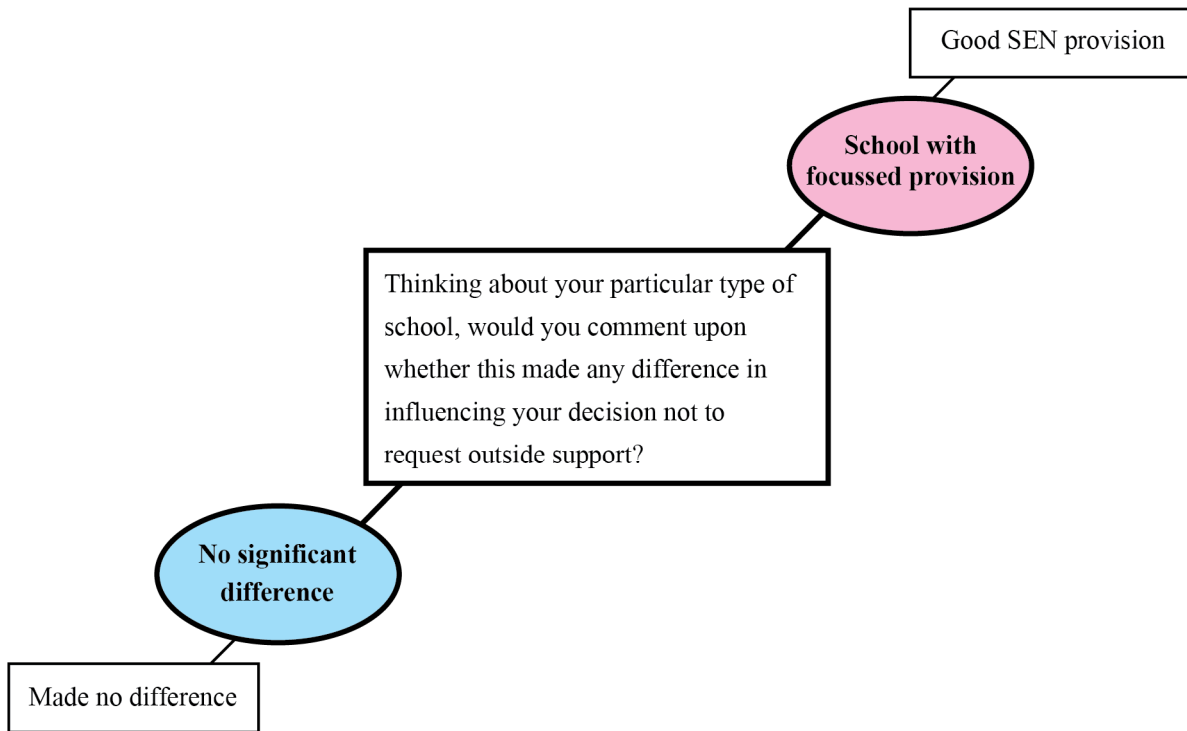 Good SEN provision
School with
focussed provision
Thinking about your particular type of
school, would you comment upon
whether this made any difference in
influencing your decision not to
request outside support?
No significant
difference
Made no difference